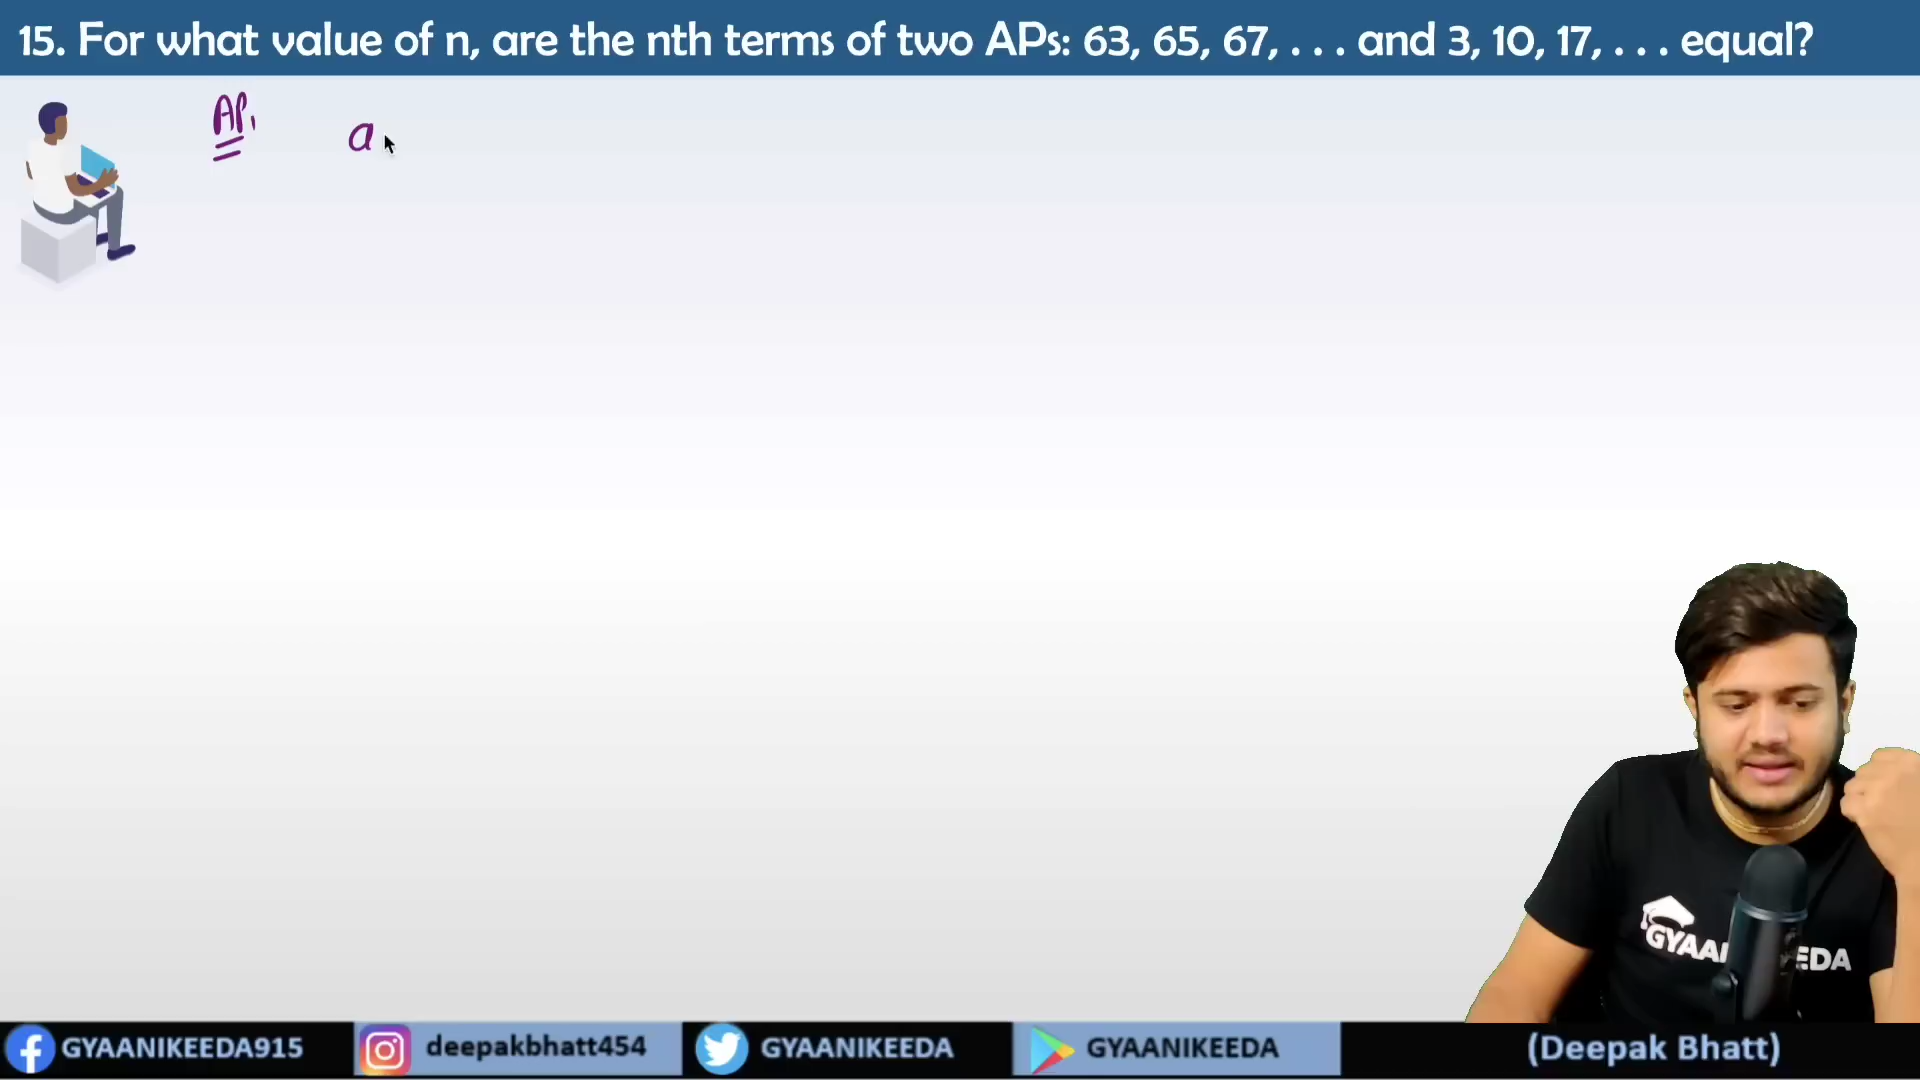 15. For what value of n, are the nth terms of two APs: 63, 65, 67, . . . and 3, 10, 17, . . . equal?
AP₁
a
GYAANIKEEDA915
deepakbhatt454
GYAANIKEEDA
GYAANIKEEDA
(Deepak Bhatt)